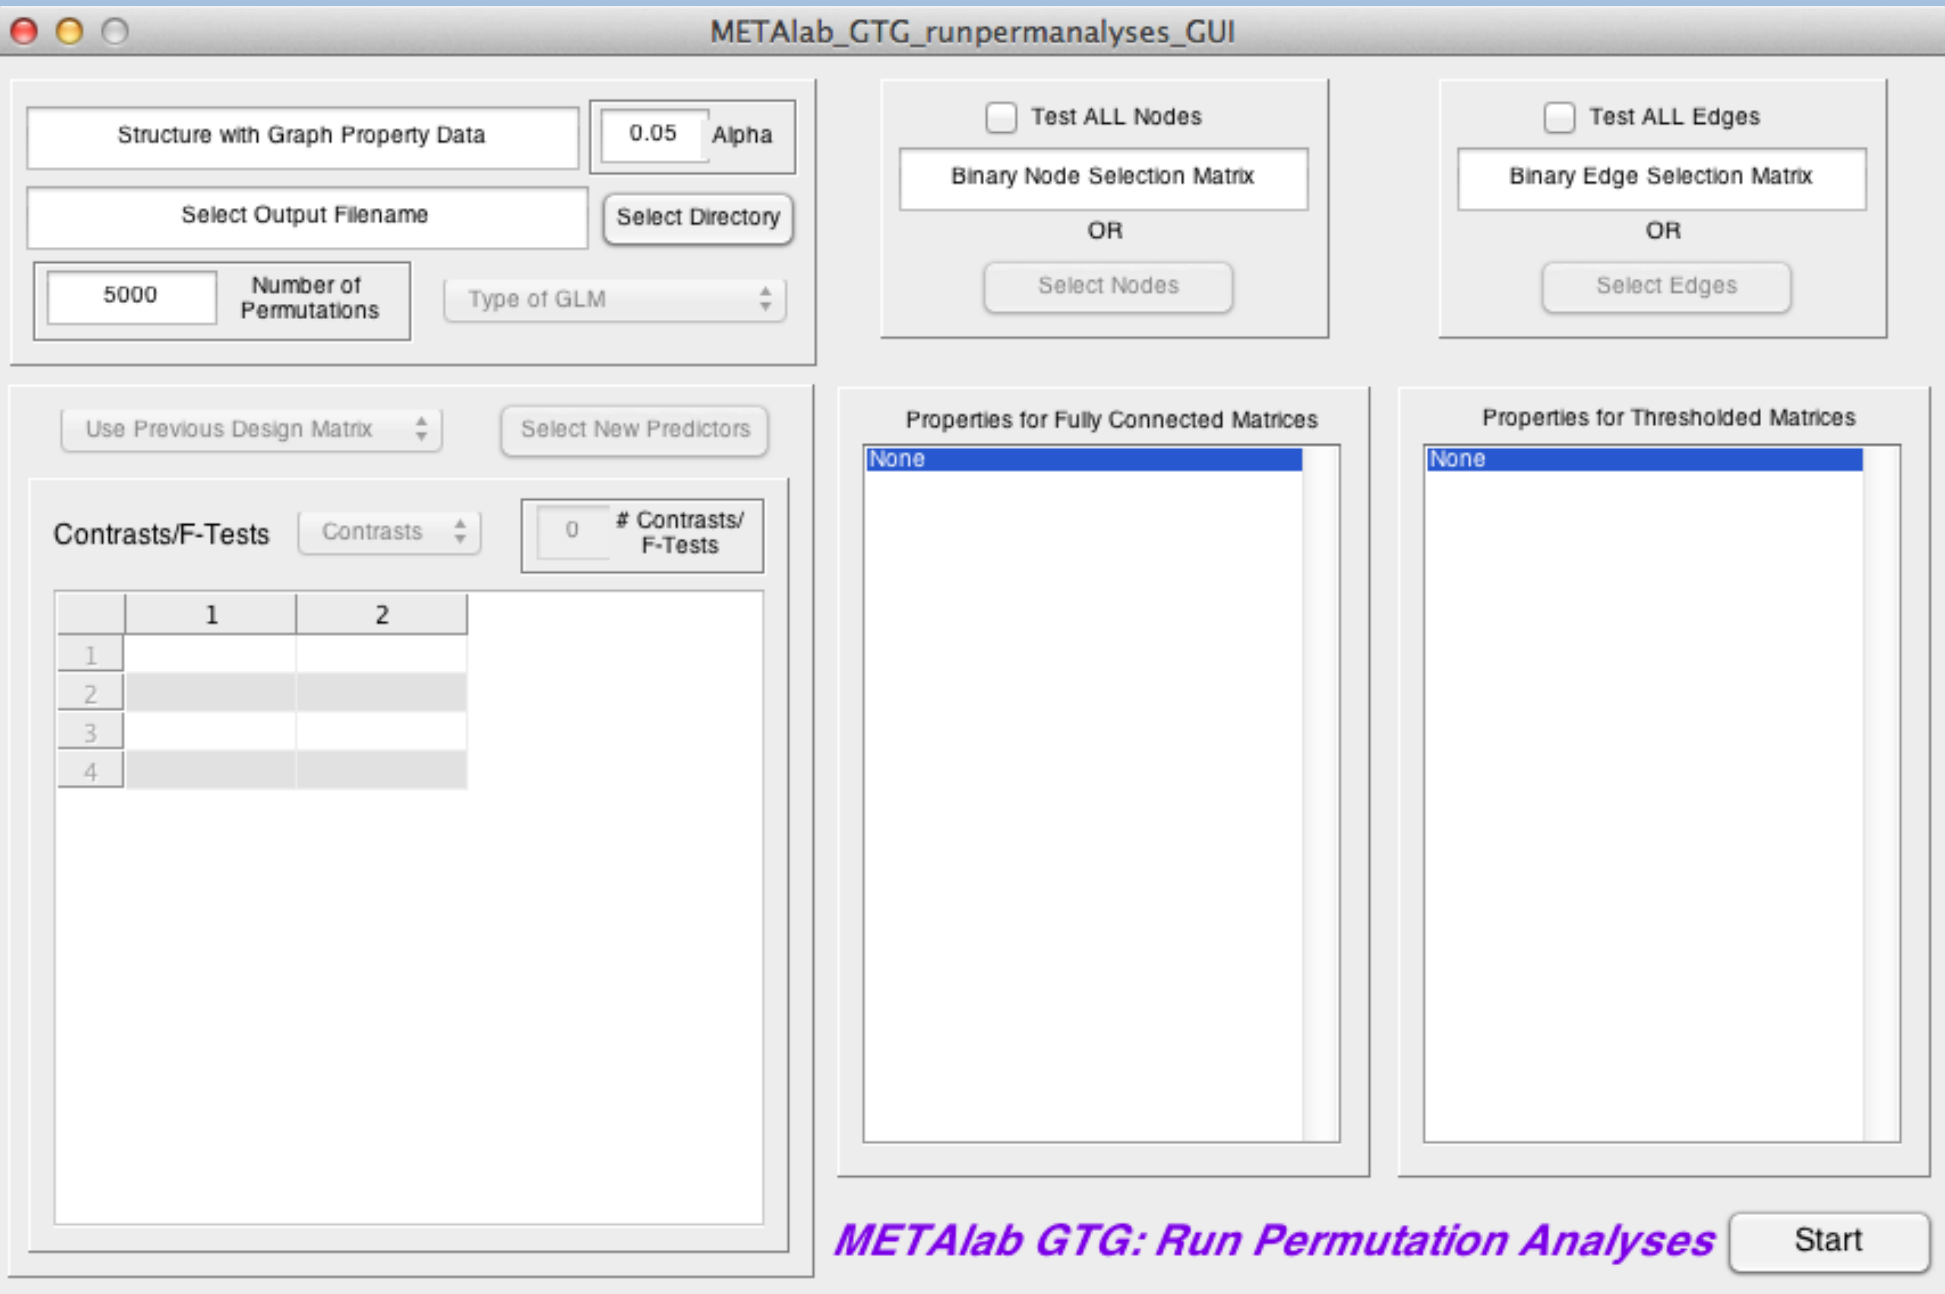 METAlab_GTG_runpermanalyses_GUI
Structure with Graph Property Data
0.05 Alpha
Select Output Filename
Select Directory
5000
Number of
Permutations
Type of GLM
Test ALL Nodes
Binary Node Selection Matrix
OR
Select Nodes
Test ALL Edges
Binary Edge Selection Matrix
OR
Select Edges
Use Previous Design Matrix
Select New Predictors
Contrasts/F-Tests
Contrasts
0
# Contrasts/
F-Tests
1 2
1
2
3
4
Properties for Fully Connected Matrices
None
Properties for Thresholded Matrices
None
METAlab GTG: Run Permutation Analyses
Start